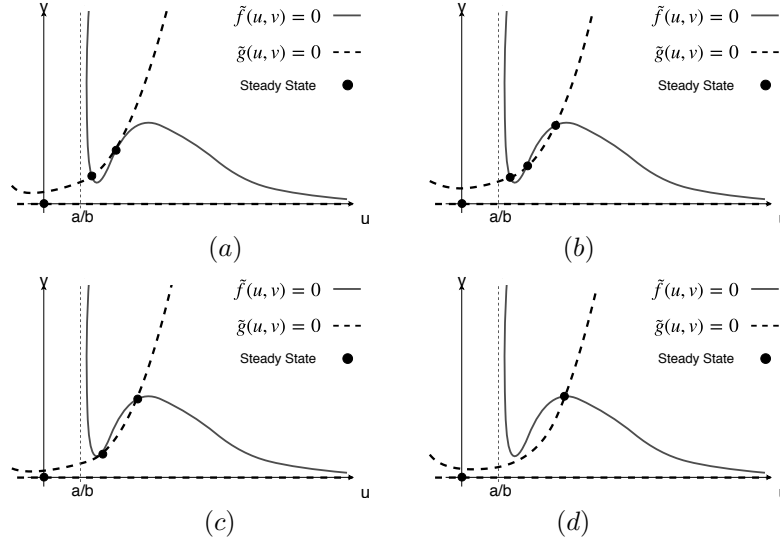 v
f̃(u, v) = 0
g̃(u, v) = 0
Steady State
a/b
u
(a)
v
f̃(u, v) = 0
g̃(u, v) = 0
Steady State
a/b
(b)
v
f̃(u, v) = 0
g̃(u, v) = 0
Steady State
a/b
u
(c)
v
f̃(u, v) = 0
g̃(u, v) = 0
Steady State
a/b
(d)